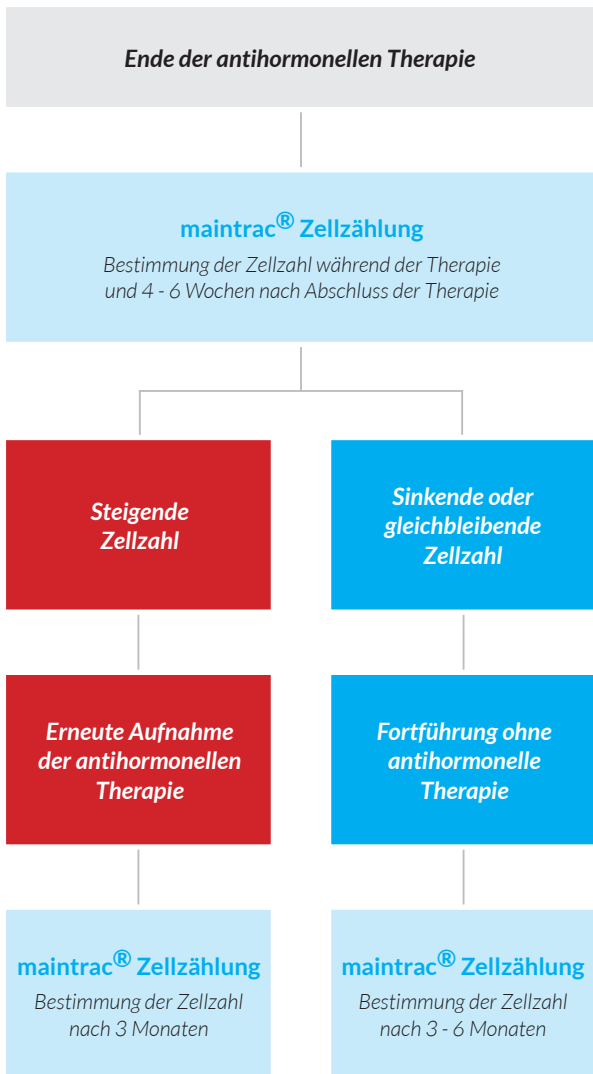 Ende der antihormonellen Therapie
maintrac® Zellzählung
Bestimmung der Zellzahl während der Therapie
und 4 - 6 Wochen nach Abschluss der Therapie
Steigende
Zellzahl
Sinkende oder
gleichbleibende
Zellzahl
Erneute Aufnahme
der antihormonellen
Therapie
Fortführung ohne
antihormonelle
Therapie
maintrac® Zellzählung
Bestimmung der Zellzahl
nach 3 Monaten
maintrac® Zellzählung
Bestimmung der Zellzahl
nach 3 - 6 Monaten